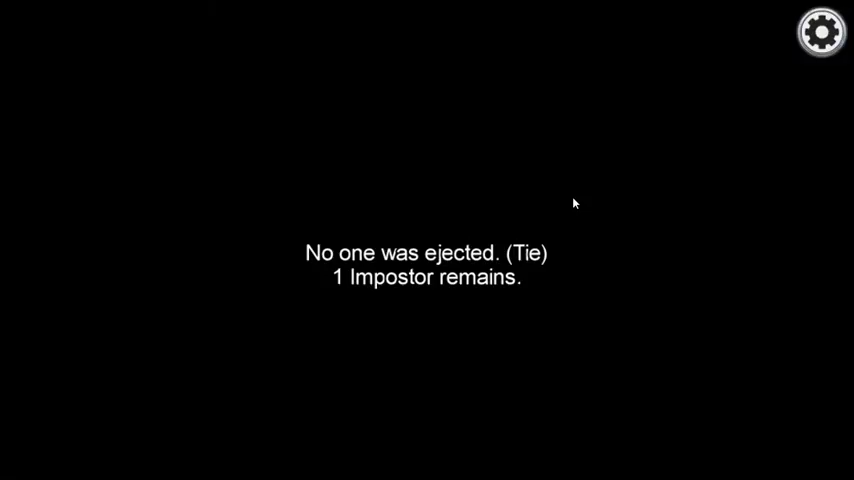 No one was ejected. (Tie)
1 Impostor remains.